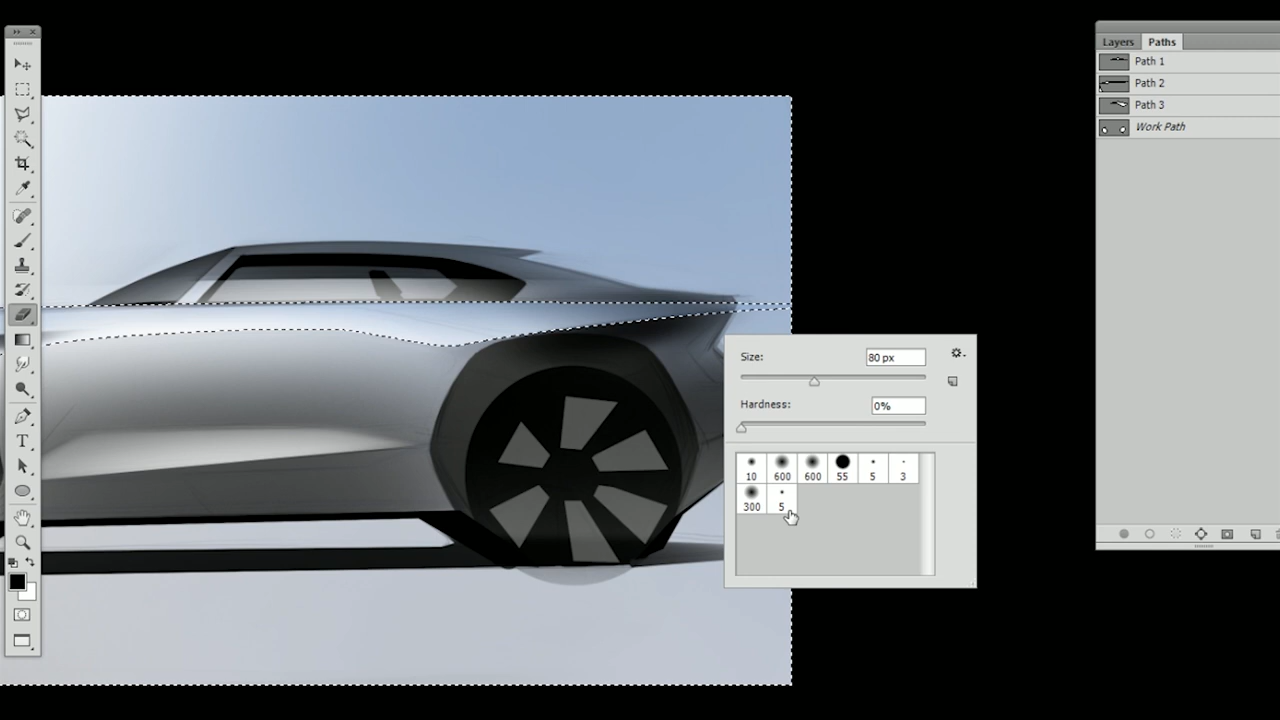 Layers Paths
Path 1
Path 2
Path 3
Work Path
Size: 80 px
Hardness: 0%
10 600 600 55 5 3
300 5
T